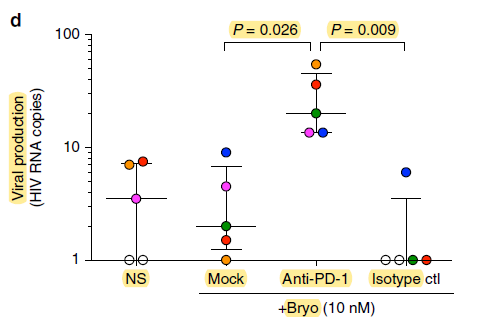 d
P = 0.026
P = 0.009
100
10
1
Viral production
(HIV RNA copies)
NS
Mock
Anti-PD-1
Isotype ctl
+Bryo (10 nM)